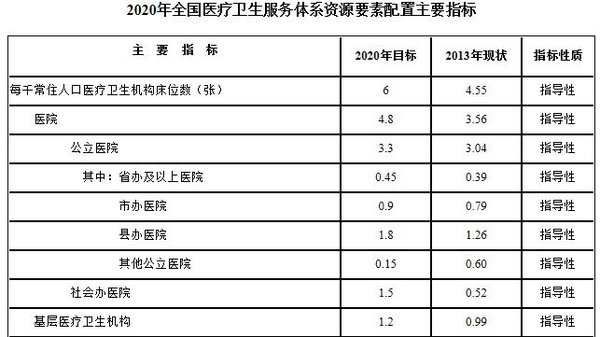 2020年全国医疗卫生服务体系资源要素配置主要指标
主 要 指 标 2020年目标 2013年现状 指标性质
每千常住人口医疗卫生机构床位数（张） 6 4.55 指导性
医院 4.8 3.56 指导性
公立医院 3.3 3.04 指导性
其中：省办及以上医院 0.45 0.39 指导性
市办医院 0.9 0.79 指导性
县办医院 1.8 1.26 指导性
其他公立医院 0.15 0.60 指导性
社会办医院 1.5 0.52 指导性
基层医疗卫生机构 1.2 0.99 指导性